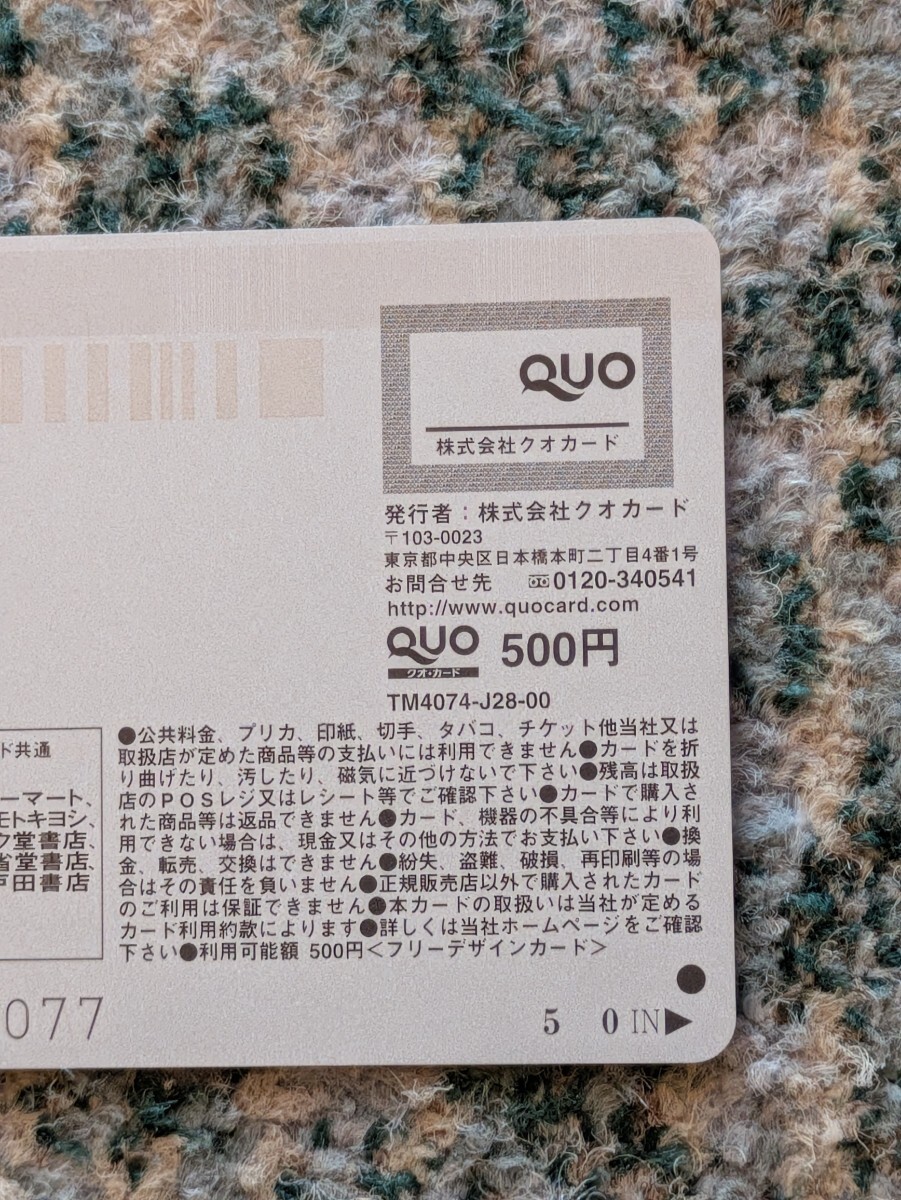 QUO
株式会社クオカード
発行者：株式会社クオカード
〒103-0023
東京都中央区日本橋本町二丁目4番1号
お問合せ先 0120-340541
http://www.quocard.com
QUO 500円
クオ・カード
TM4074-J28-00
ド共通
ーマート、
モトキヨシ、
ク堂書店、
省堂書店、
戸田書店
●公共料金、プリカ、印紙、切手、タバコ、チケット他当社又は
取扱店が定めた商品等の支払いには利用できません●カードを折
り曲げたり、汚したり、磁気に近づけないで下さい●残高は取扱
店のPOSレジ又はレシート等でご確認下さい●カードで購入さ
れた商品等は返品できません●カード、機器の不具合等により利
用できない場合は、現金又はその他の方法でお支払い下さい●換
金、転売、交換はできません●紛失、盗難、破損、再印刷等の場
合はその責任を負いません●正規販売店以外で購入されたカード
のご利用は保証できません●本カードの取扱いは当社が定める
カード利用約款によります●詳しくは当社ホームページをご確認
下さい●利用可能額 500円＜フリーデザインカード＞
077
5 0 IN▶